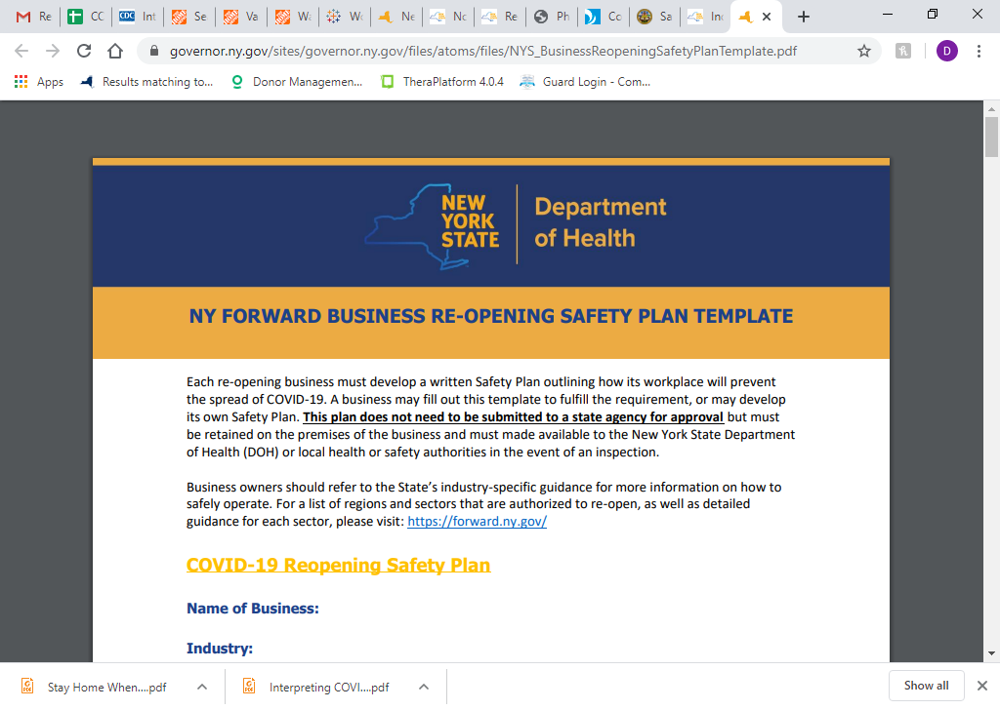 Re
CC
CDC Int
Se
Va
Wa
Wc
Ne
Nc
Re
Ph
Cc
Sa
Inc
governor.ny.gov/sites/governor.ny.gov/files/atoms/files/NYS_BusinessReopeningSafetyPlanTemplate.pdf
D
Apps
Results matching to...
Donor Managemen...
TheraPlatform 4.0.4
Guard Login - Com...
NEW
YORK
STATE
Department
of Health
NY FORWARD BUSINESS RE-OPENING SAFETY PLAN TEMPLATE
Each re-opening business must develop a written Safety Plan outlining how its workplace will prevent
the spread of COVID-19. A business may fill out this template to fulfill the requirement, or may develop
its own Safety Plan. This plan does not need to be submitted to a state agency for approval but must
be retained on the premises of the business and must made available to the New York State Department
of Health (DOH) or local health or safety authorities in the event of an inspection.
Business owners should refer to the State’s industry-specific guidance for more information on how to
safely operate. For a list of regions and sectors that are authorized to re-open, as well as detailed
guidance for each sector, please visit: https://forward.ny.gov/
COVID-19 Reopening Safety Plan
Name of Business:
Industry:
Stay Home When....pdf
Interpreting COVI....pdf
Show all